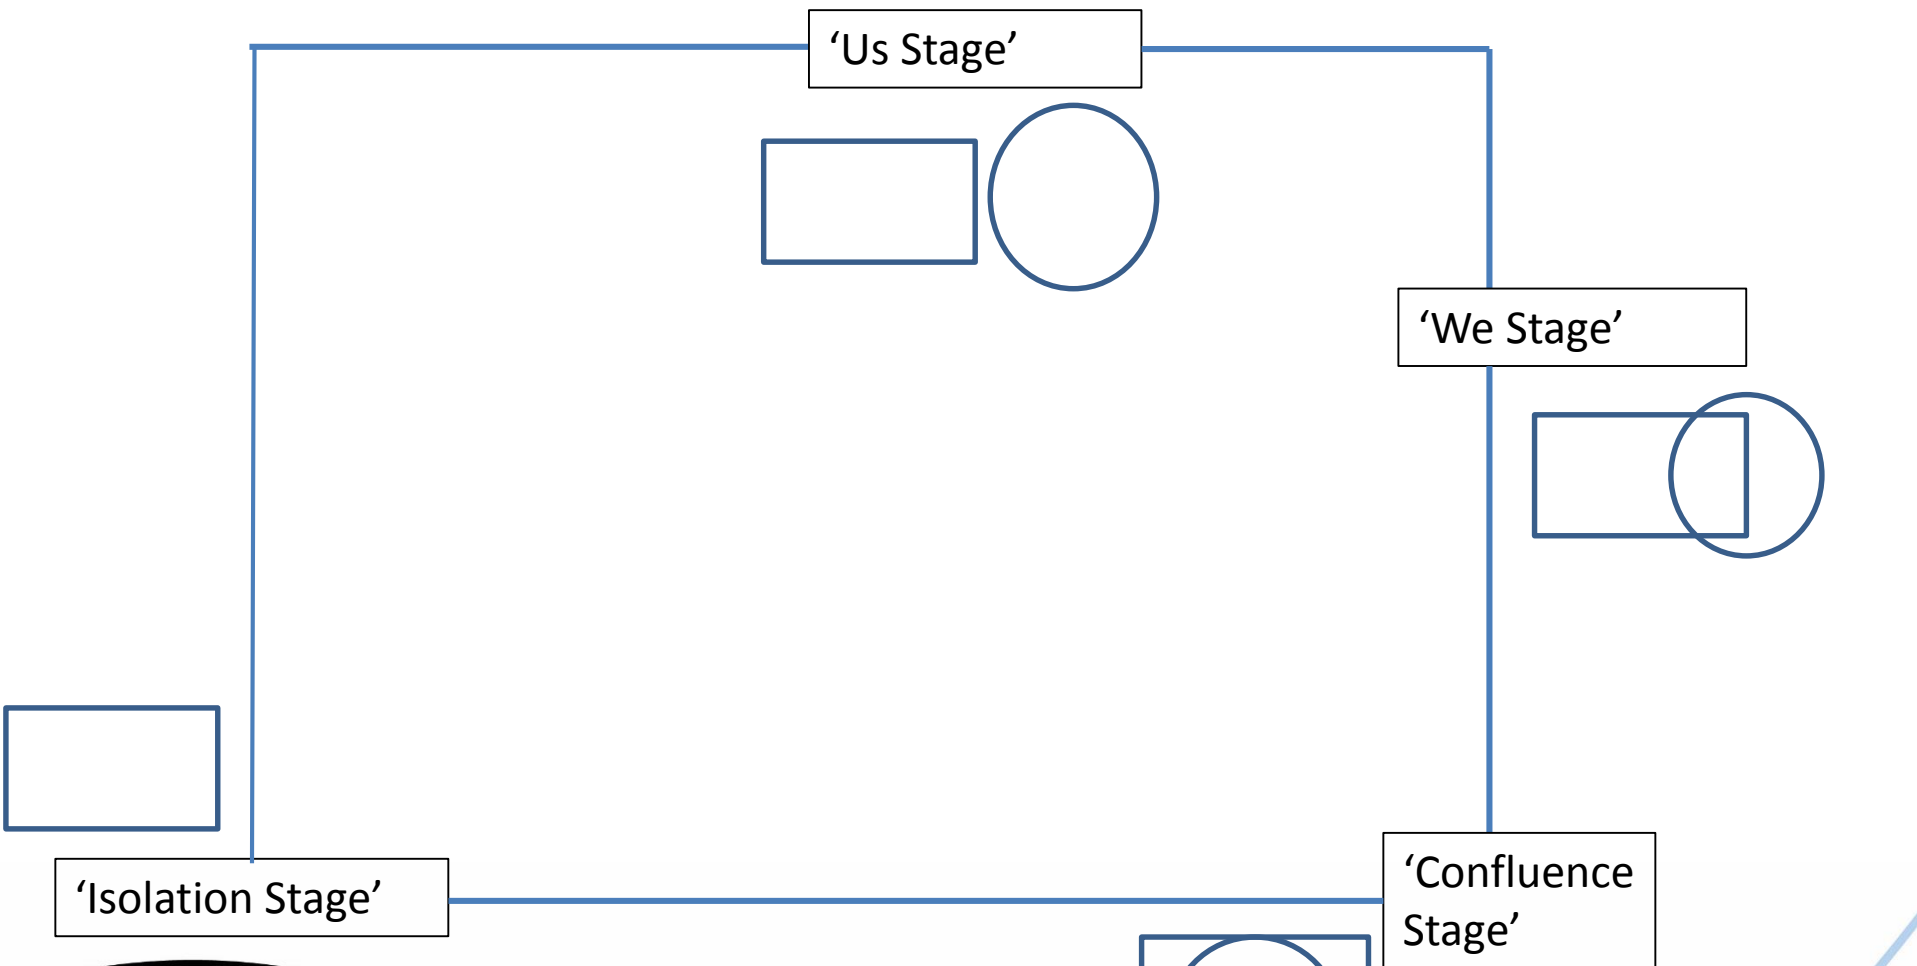 ‘Us Stage’
‘We Stage’
‘Isolation Stage’
‘Confluence
Stage’